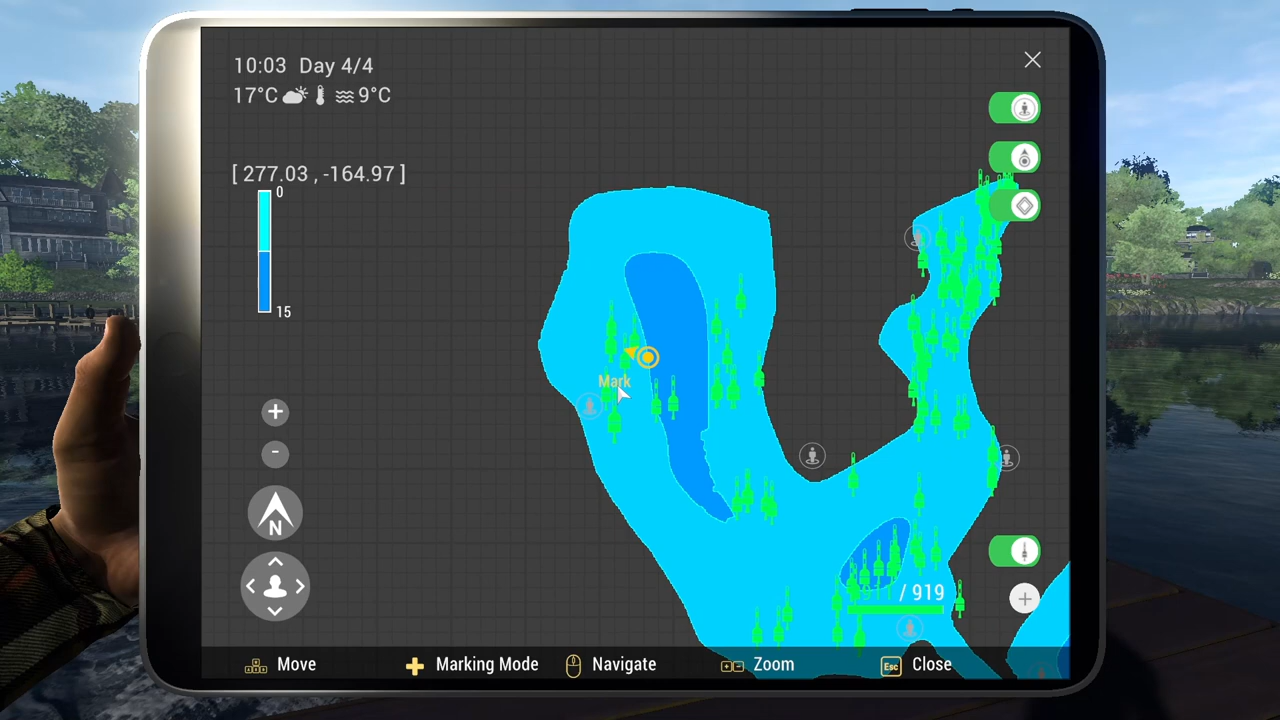 10:03 Day 4/4
17°C 9°C
[ 277.03 , -164.97 ]
0
15
+
-
N
Mark
/ 919
Move
Marking Mode
Navigate
Zoom
Esc Close